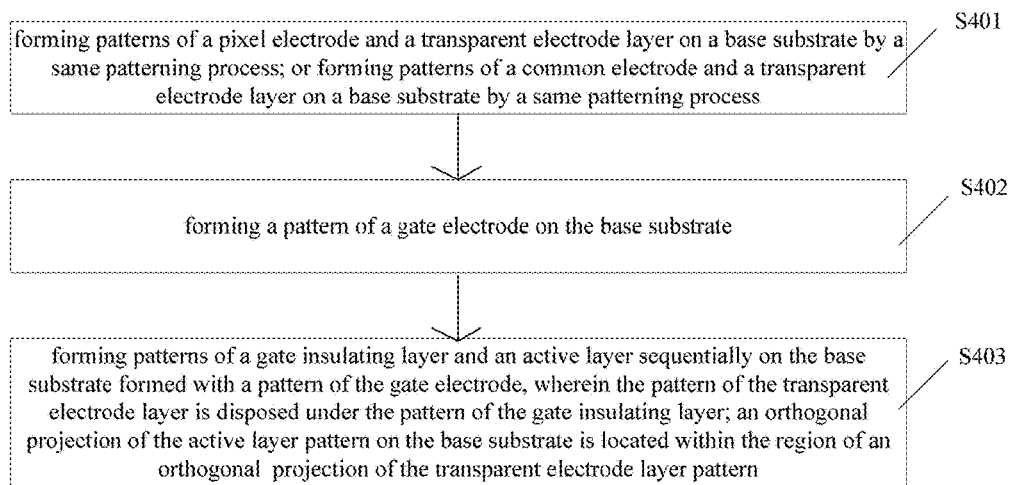 S401
forming patterns of a pixel electrode and a transparent electrode layer on a base substrate by a
same patterning process; or forming patterns of a common electrode and a transparent
electrode layer on a base substrate by a same patterning process
S402
forming a pattern of a gate electrode on the base substrate
S403
forming patterns of a gate insulating layer and an active layer sequentially on the base
substrate formed with a pattern of the gate electrode, wherein the pattern of the transparent
electrode layer is disposed under the pattern of the gate insulating layer; an orthogonal
projection of the active layer pattern on the base substrate is located within the region of an
orthogonal projection of the transparent electrode layer pattern